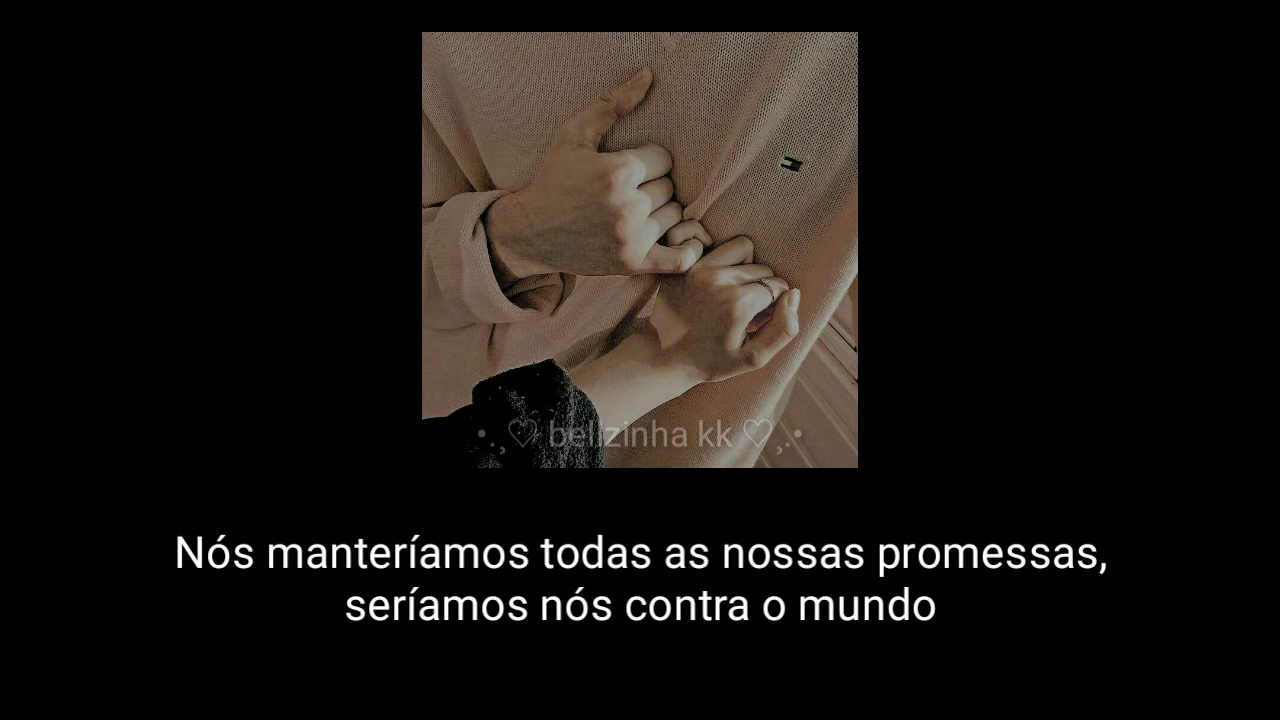 •.¸♡ belizinha kk ♡¸.•
Nós manteríamos todas as nossas promessas,
seríamos nós contra o mundo